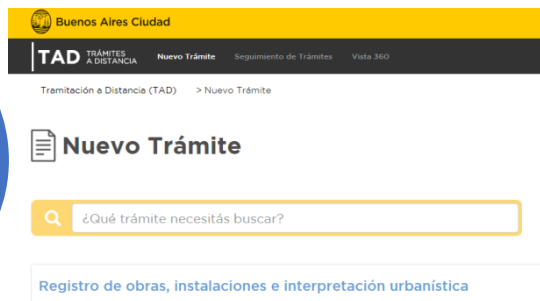 Buenos Aires Ciudad
TAD TRÁMITES A DISTANCIA Nuevo Trámite Seguimiento de Trámites Vista 360
Tramitación a Distancia (TAD) > Nuevo Trámite
Nuevo Trámite
¿Qué trámite necesitás buscar?
Registro de obras, instalaciones e interpretación urbanística